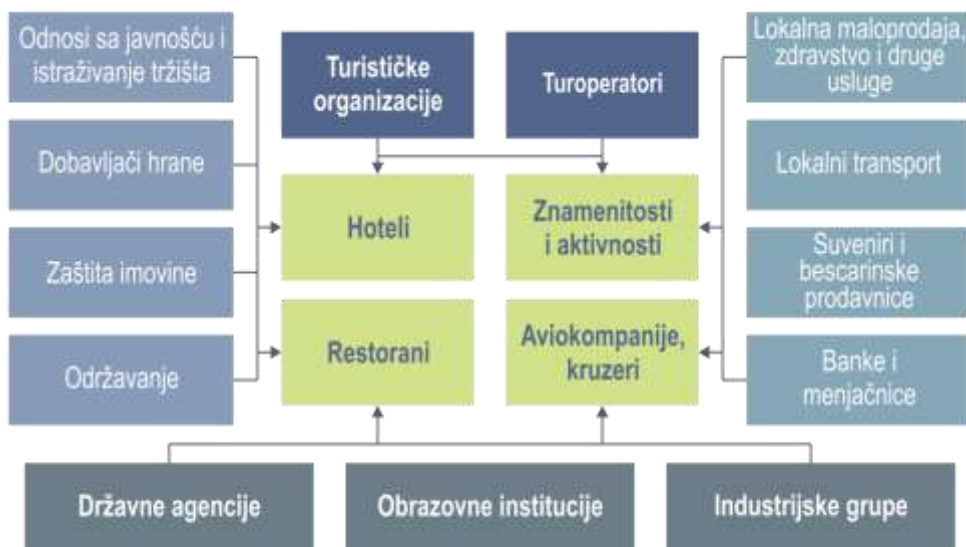 Odnosi sa javnošću i
istraživanje tržišta
Turističke
organizacije
Turoperatori
Lokalna maloprodaja,
zdravstvo i druge
usluge
Dobavljači hrane
Lokalni transport
Hoteli
Znamenitosti
i aktivnosti
Zaštita imovine
Suveniri i
bescarinske
prodavnice
Restorani
Aviokompanije,
kruzeri
Održavanje
Banke i
menjačnice
Državne agencije
Obrazovne institucije
Industrijske grupe